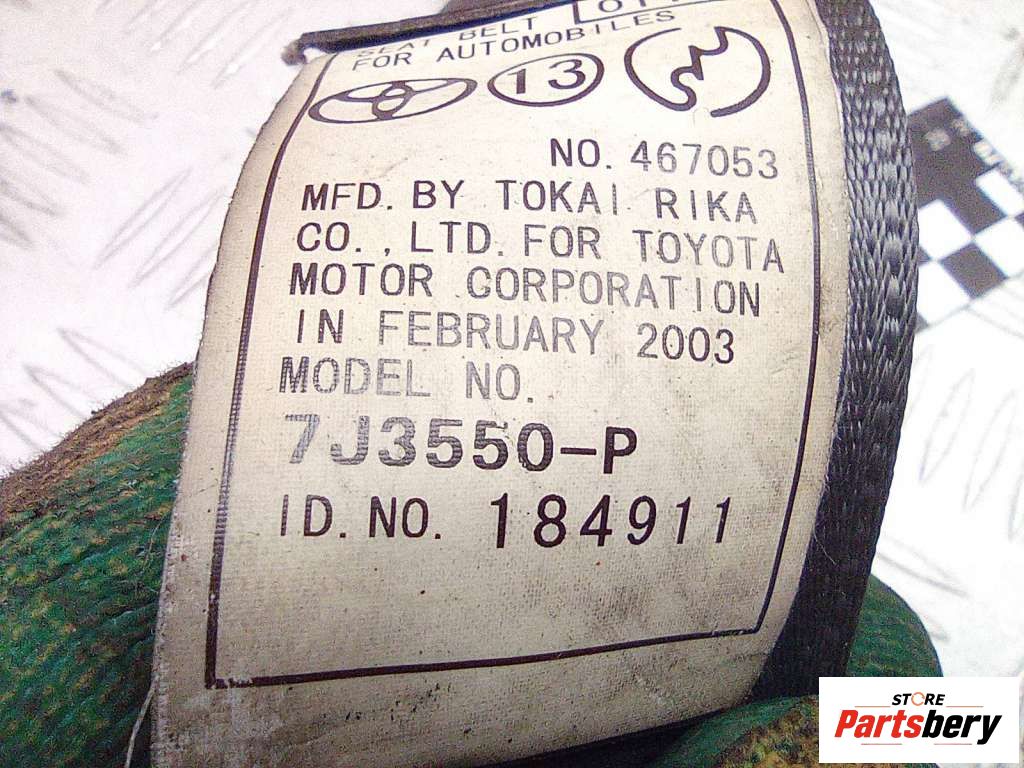 SEAT BELT
FOR AUTOMOBILES
13
NO. 467053
MFD. BY TOKAI RIKA
CO., LTD. FOR TOYOTA
MOTOR CORPORATION
IN FEBRUARY 2003
MODEL NO.
7J3550-P
ID. NO. 184911
STORE
Partsbery